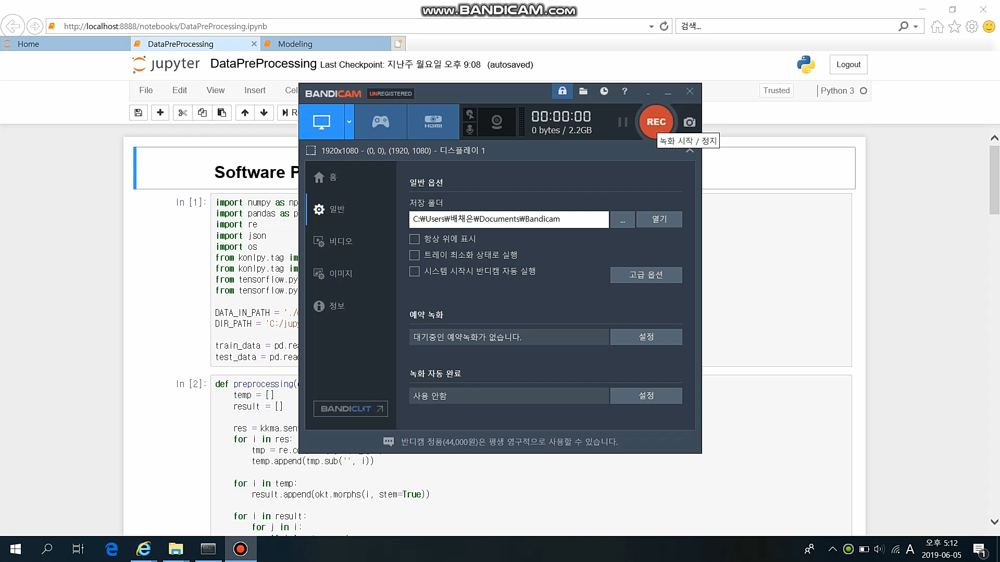 www.BANDICAM.com
http://localhost:8888/notebooks/DataPreProcessing.ipynb
검색...
Home
DataPreProcessing
Modeling
jupyter
DataPreProcessing
Last Checkpoint: 지난주 월요일 오후 9:08
(autosaved)
Logout
File
Edit
View
Insert
Cel
Trusted
Python 3
R
BANDICAM
UNREGISTERED
?
HDMI
00:00:00
0 bytes / 2.2GB
REC
녹화 시작 / 정지
1920x1080 - (0, 0), (1920, 1080) - 디스플레이 1
홈
일반
비디오
이미지
정보
BANDICUT
일반 옵션
저장 폴더
C:₩Users₩배채은₩Documents₩Bandicam
...
열기
항상 위에 표시
트레이 최소화 상태로 실행
시스템 시작시 반디캠 자동 실행
고급 옵션
예약 녹화
대기중인 예약녹화가 없습니다.
설정
녹화 자동 완료
사용 안함
설정
반디캠 정품(44,000원)은 평생 영구적으로 사용할 수 있습니다.
Software P
In [1]:
import numpy as np
import pandas as p
import re
import json
import os
from konlpy.tag im
from konlpy.tag im
from tensorflow.py
from tensorflow.py
DATA_IN_PATH = './
DIR_PATH = 'C:/jupy
train_data = pd.rea
test_data = pd.read
In [2]:
def preprocessing(
temp = []
result = []
res = kkma.sen
for i in res:
tmp = re.co
temp.append(tmp.sub('', i))
for i in temp:
result.append(okt.morphs(i, stem=True))
for i in result:
for j in i:
A
오후 5:12
2019-06-05
1